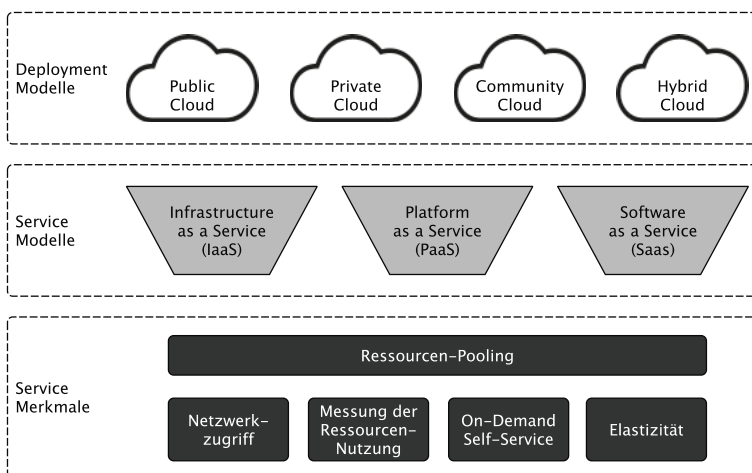 Deployment
Modelle
Public
Cloud
Private
Cloud
Community
Cloud
Hybrid
Cloud
Service
Modelle
Infrastructure
as a Service
(IaaS)
Platform
as a Service
(PaaS)
Software
as a Service
(Saas)
Service
Merkmale
Ressourcen-Pooling
Netzwerk-
zugriff
Messung der
Ressourcen-
Nutzung
On-Demand
Self-Service
Elastizität